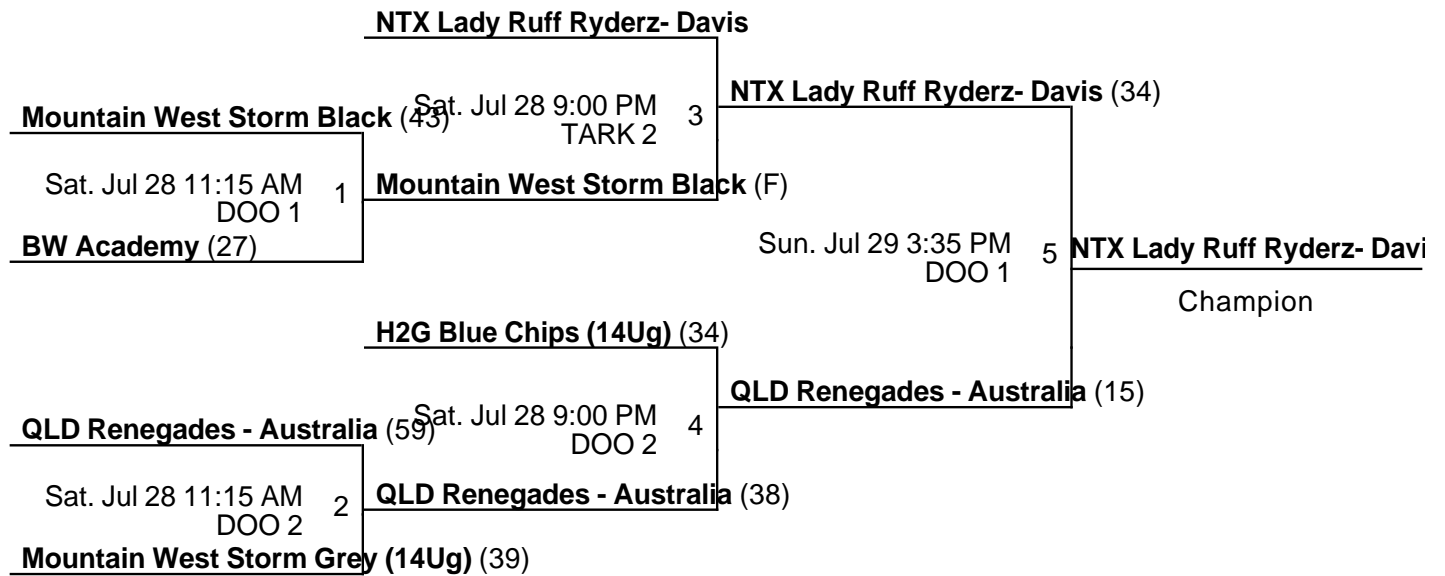 NTX Lady Ruff Ryderz- Davis
NTX Lady Ruff Ryderz- Davis (34)
Mountain West Storm Black (43)
Sat. Jul 28 9:00 PM
3
TARK 2
Sat. Jul 28 11:15 AM
1
DOO 1
Mountain West Storm Black (F)
BW Academy (27)
Sun. Jul 29 3:35 PM
5
DOO 1
NTX Lady Ruff Ryderz- Davi
Champion
H2G Blue Chips (14Ug) (34)
QLD Renegades - Australia (15)
QLD Renegades - Australia (59)
Sat. Jul 28 9:00 PM
4
DOO 2
Sat. Jul 28 11:15 AM
2
DOO 2
QLD Renegades - Australia (38)
Mountain West Storm Grey (14Ug) (39)